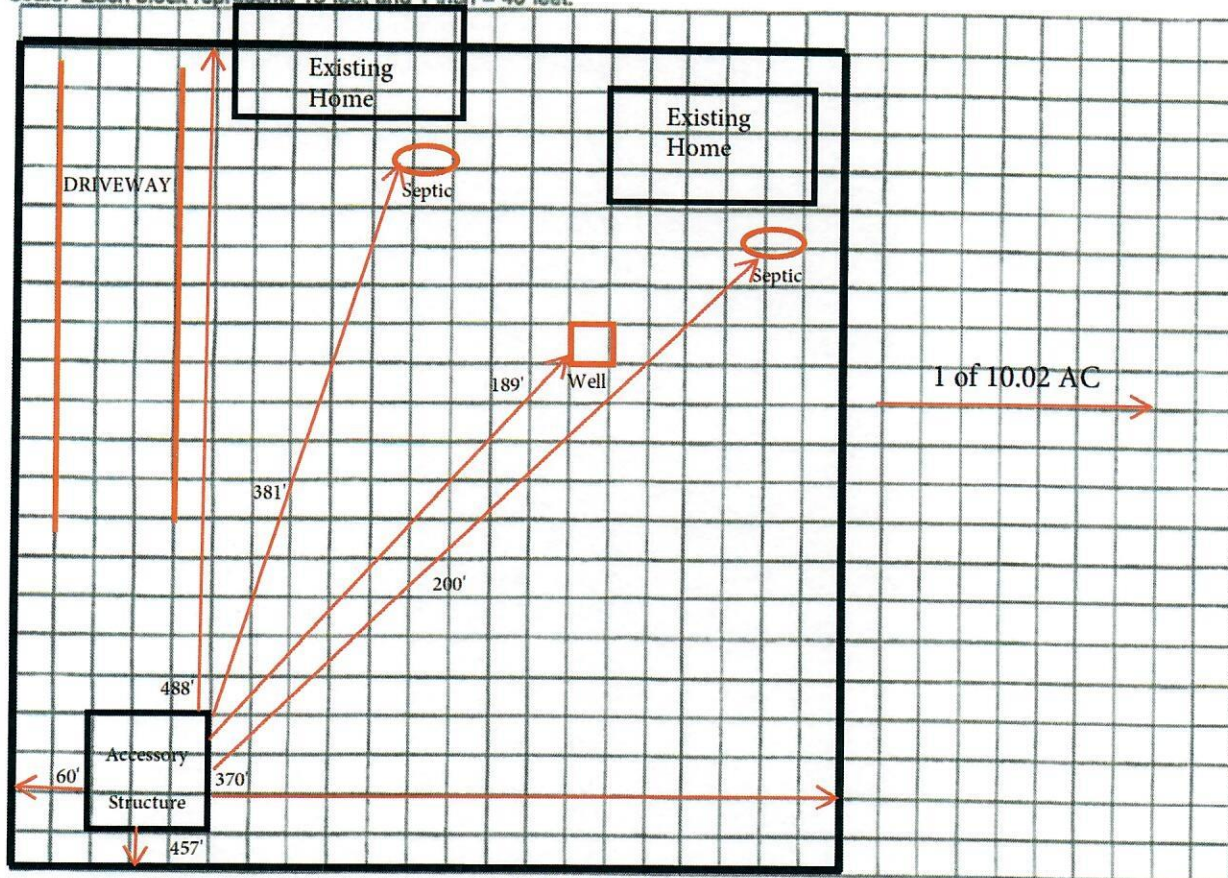 Existing
Home
Existing
Home
DRIVEWAY
Septic
Septic
189'
Well
1 of 10.02 AC
381'
200'
488'
Accessory
60'
370'
Structure
457'